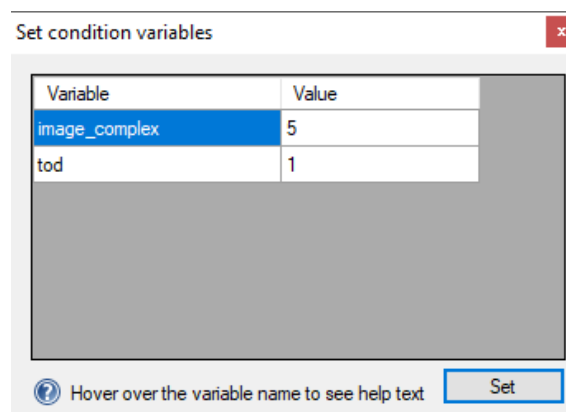 Set condition variables
x
Variable Value
image_complex 5
tod 1
? Hover over the variable name to see help text Set